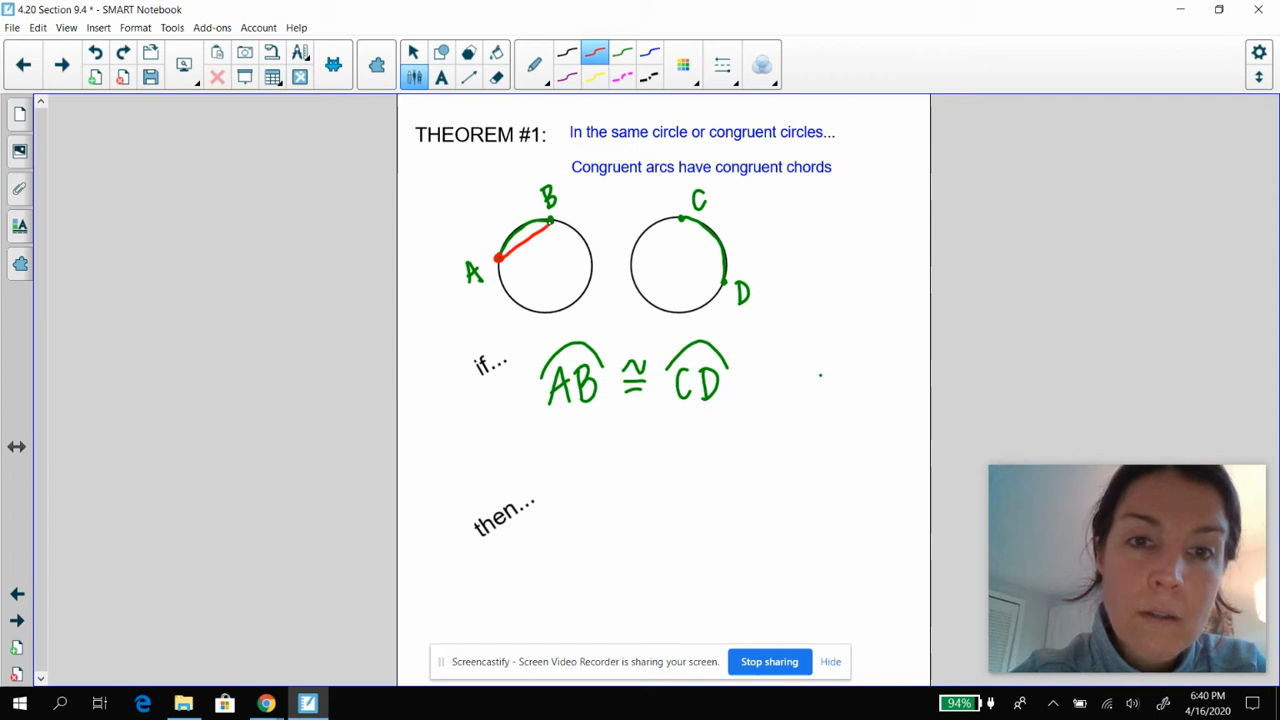 4.20 Section 9.4 * - SMART Notebook
File Edit View Insert Format Tools Add-ons Account Help
THEOREM #1: In the same circle or congruent circles...
Congruent arcs have congruent chords
B C
A D
if... AB ≅ CD
then...
Screencastify - Screen Video Recorder is sharing your screen. Stop sharing Hide
94% 6:40 PM
4/16/2020